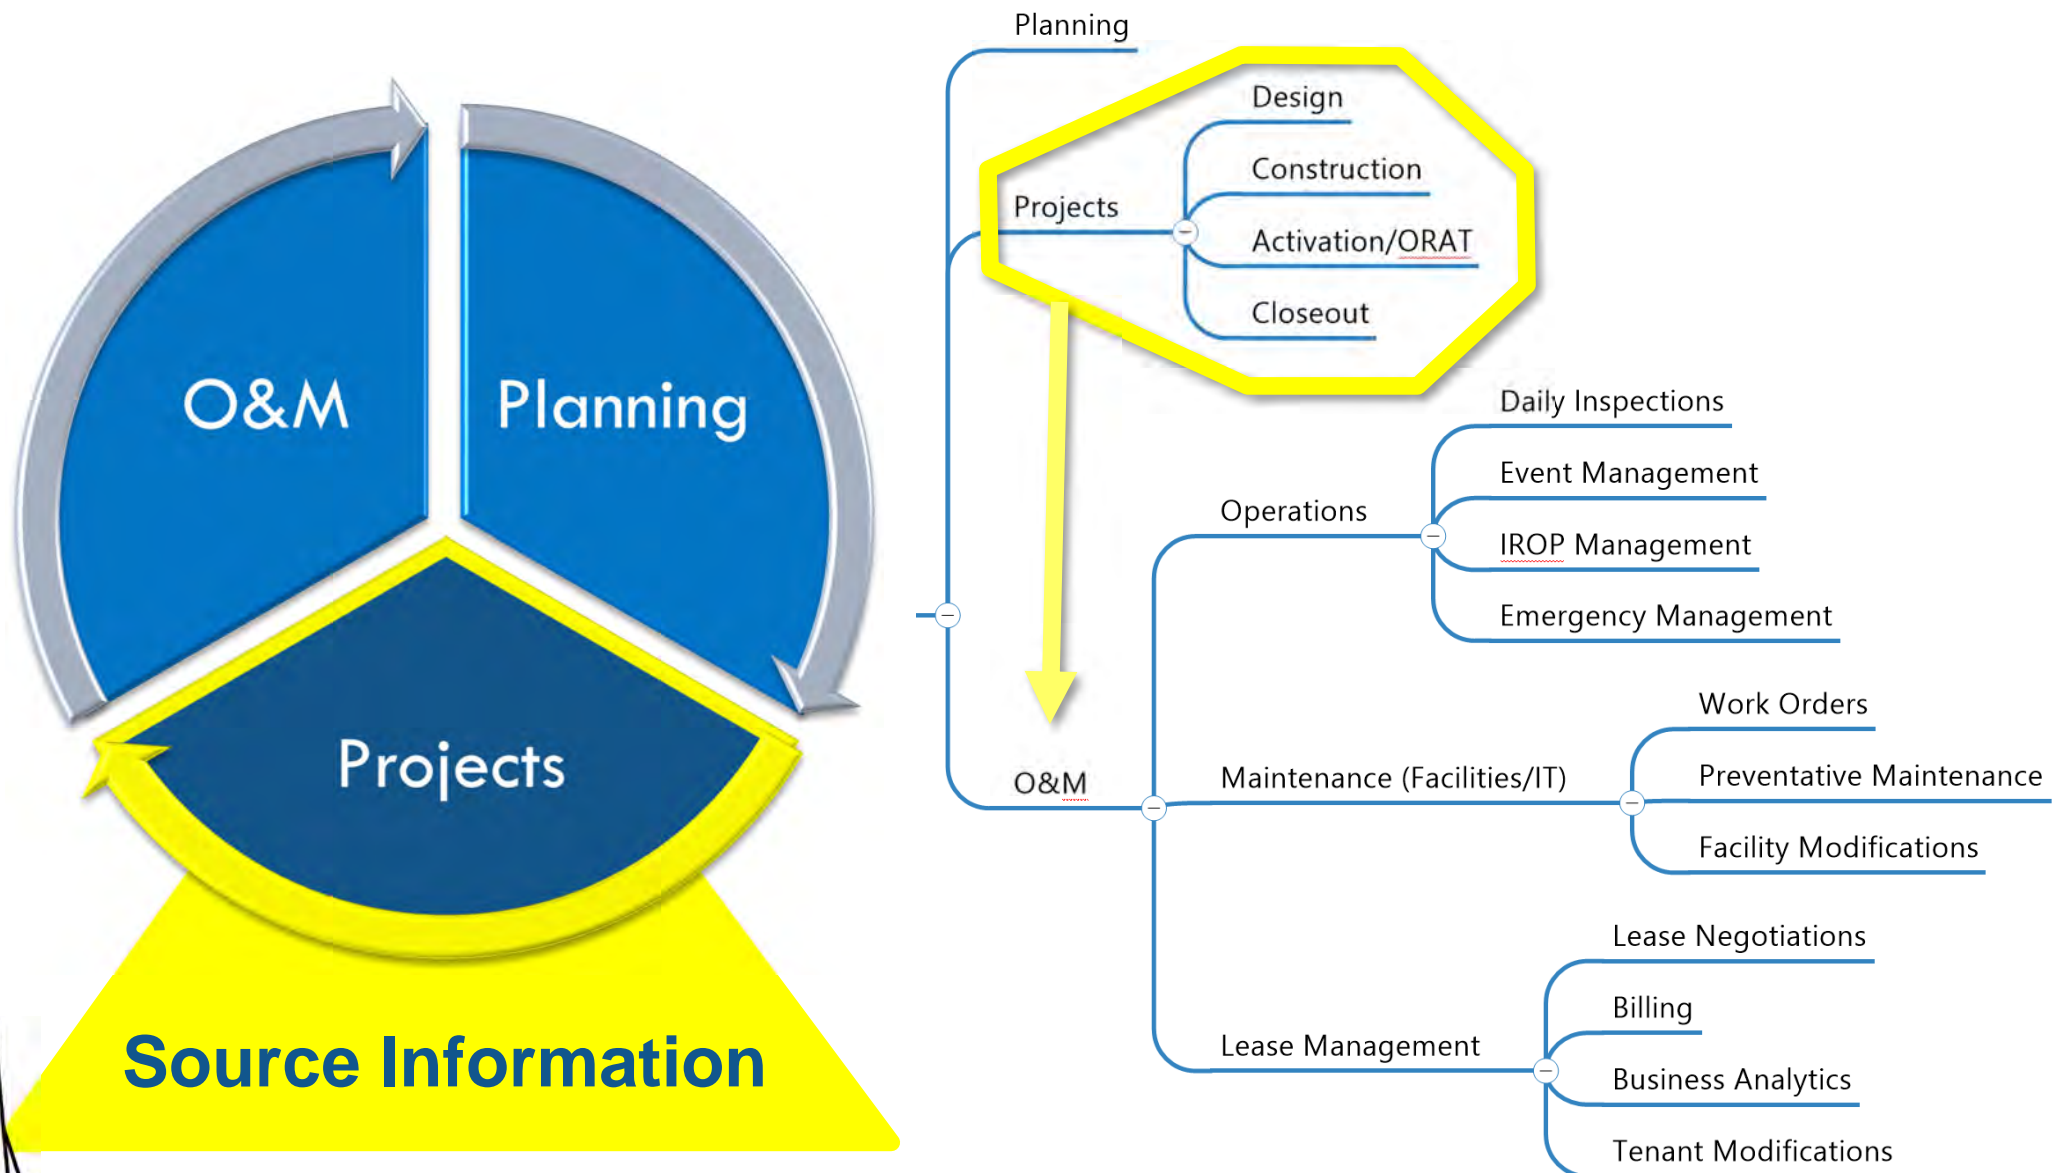 O&M
Planning
Projects
Source Information
Planning
Projects
Design
Construction
Activation/ORAT
Closeout
O&M
Operations
Daily Inspections
Event Management
IROP Management
Emergency Management
Maintenance (Facilities/IT)
Work Orders
Preventative Maintenance
Facility Modifications
Lease Management
Lease Negotiations
Billing
Business Analytics
Tenant Modifications